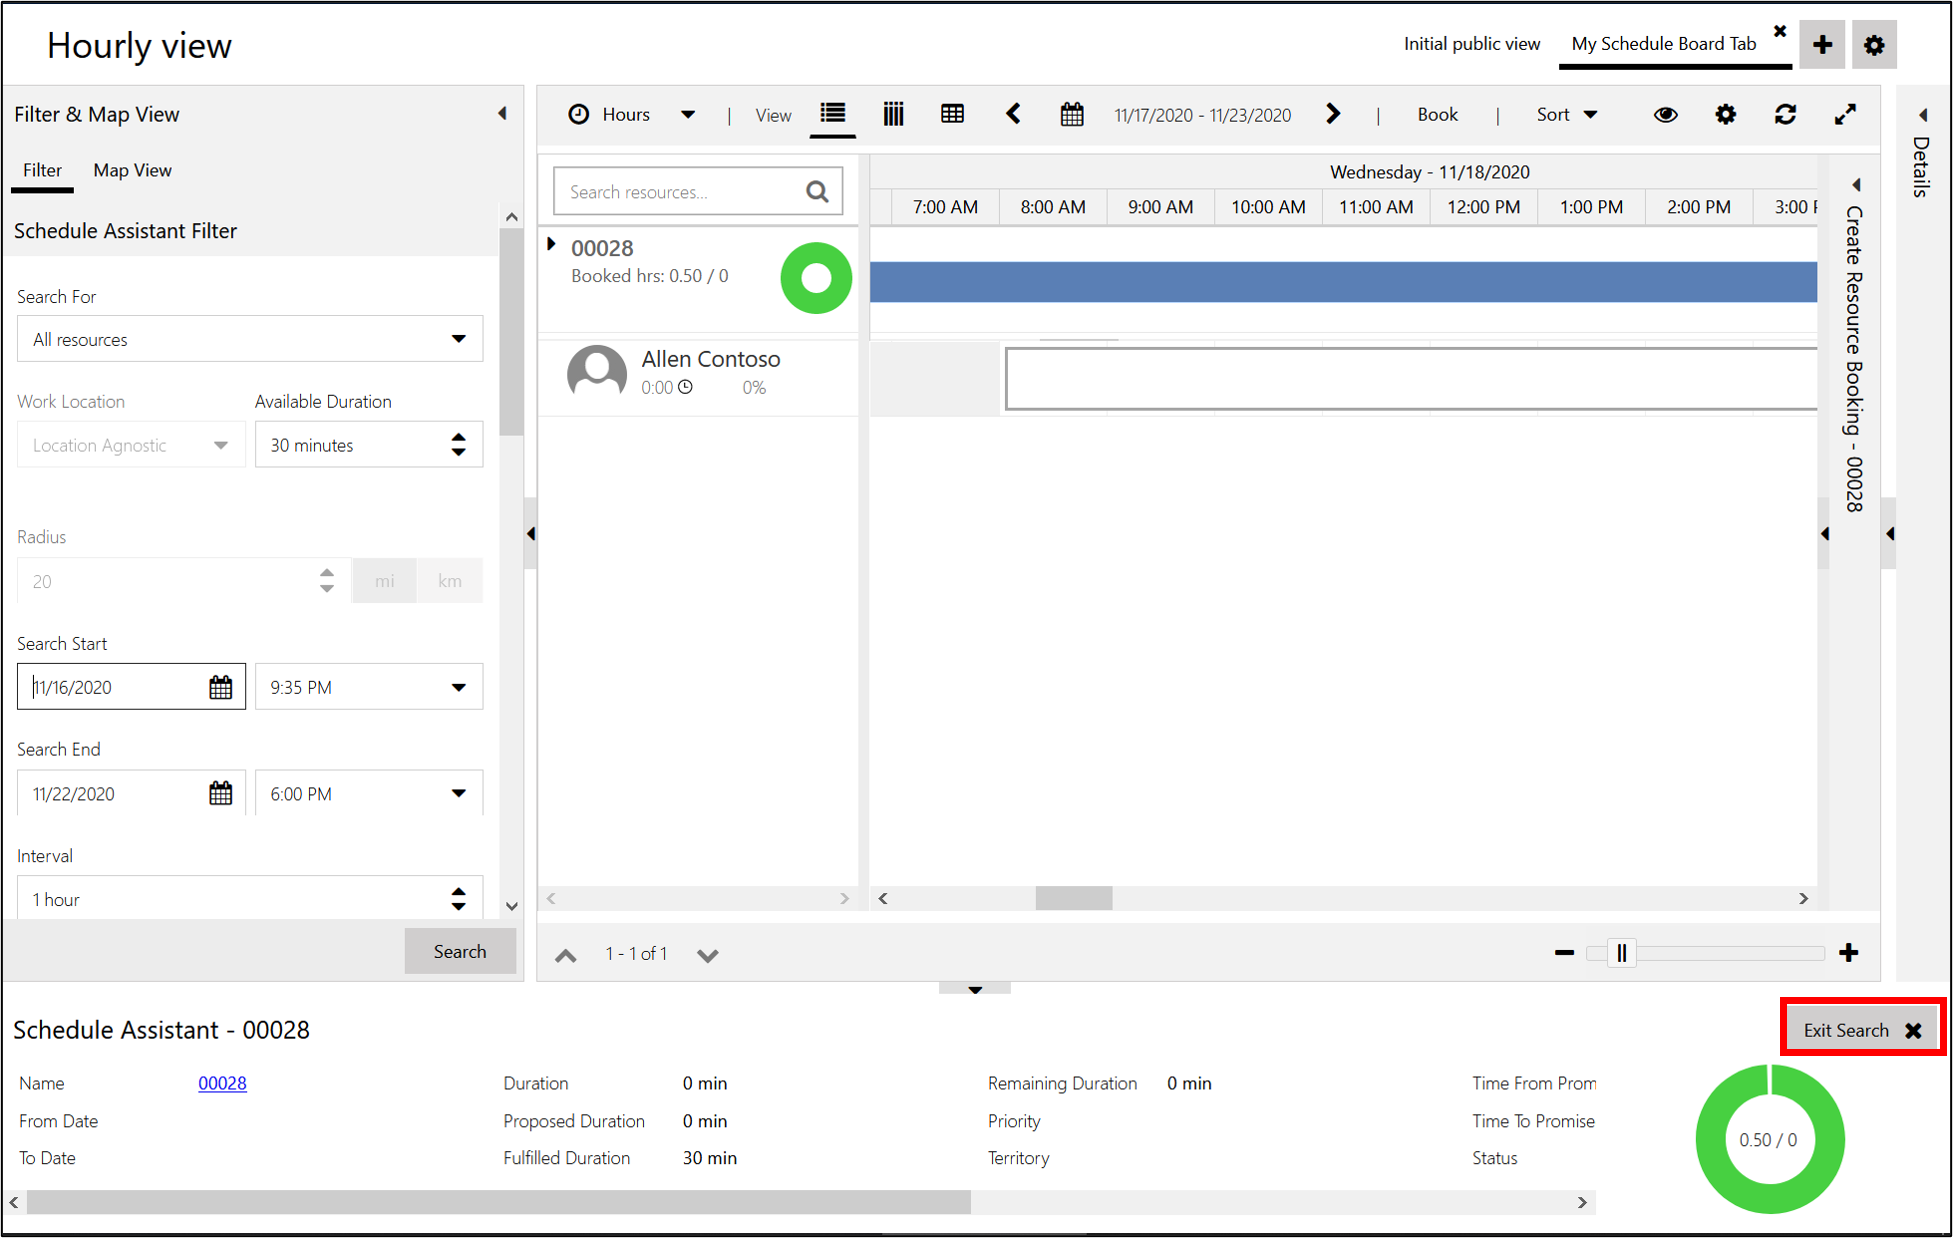 Hourly view
Initial public view
My Schedule Board Tab
Filter & Map View
Filter
Map View
Schedule Assistant Filter
Search For
All resources
Work Location
Available Duration
Location Agnostic
30 minutes
Radius
20
mi
km
Search Start
11/16/2020
9:35 PM
Search End
11/22/2020
6:00 PM
Interval
1 hour
Search
Hours
|
View
11/17/2020 - 11/23/2020
|
Book
|
Sort
Search resources...
Wednesday - 11/18/2020
7:00 AM
8:00 AM
9:00 AM
10:00 AM
11:00 AM
12:00 PM
1:00 PM
2:00 PM
3:00
00028
Booked hrs: 0.50 / 0
Allen Contoso
0:00
0%
1 - 1 of 1
Create Resource Booking - 00028
Details
Schedule Assistant - 00028
Exit Search
Name
00028
Duration
0 min
Remaining Duration
0 min
Time From Prom
From Date
Proposed Duration
0 min
Priority
Time To Promise
To Date
Fulfilled Duration
30 min
Territory
Status
0.50 / 0